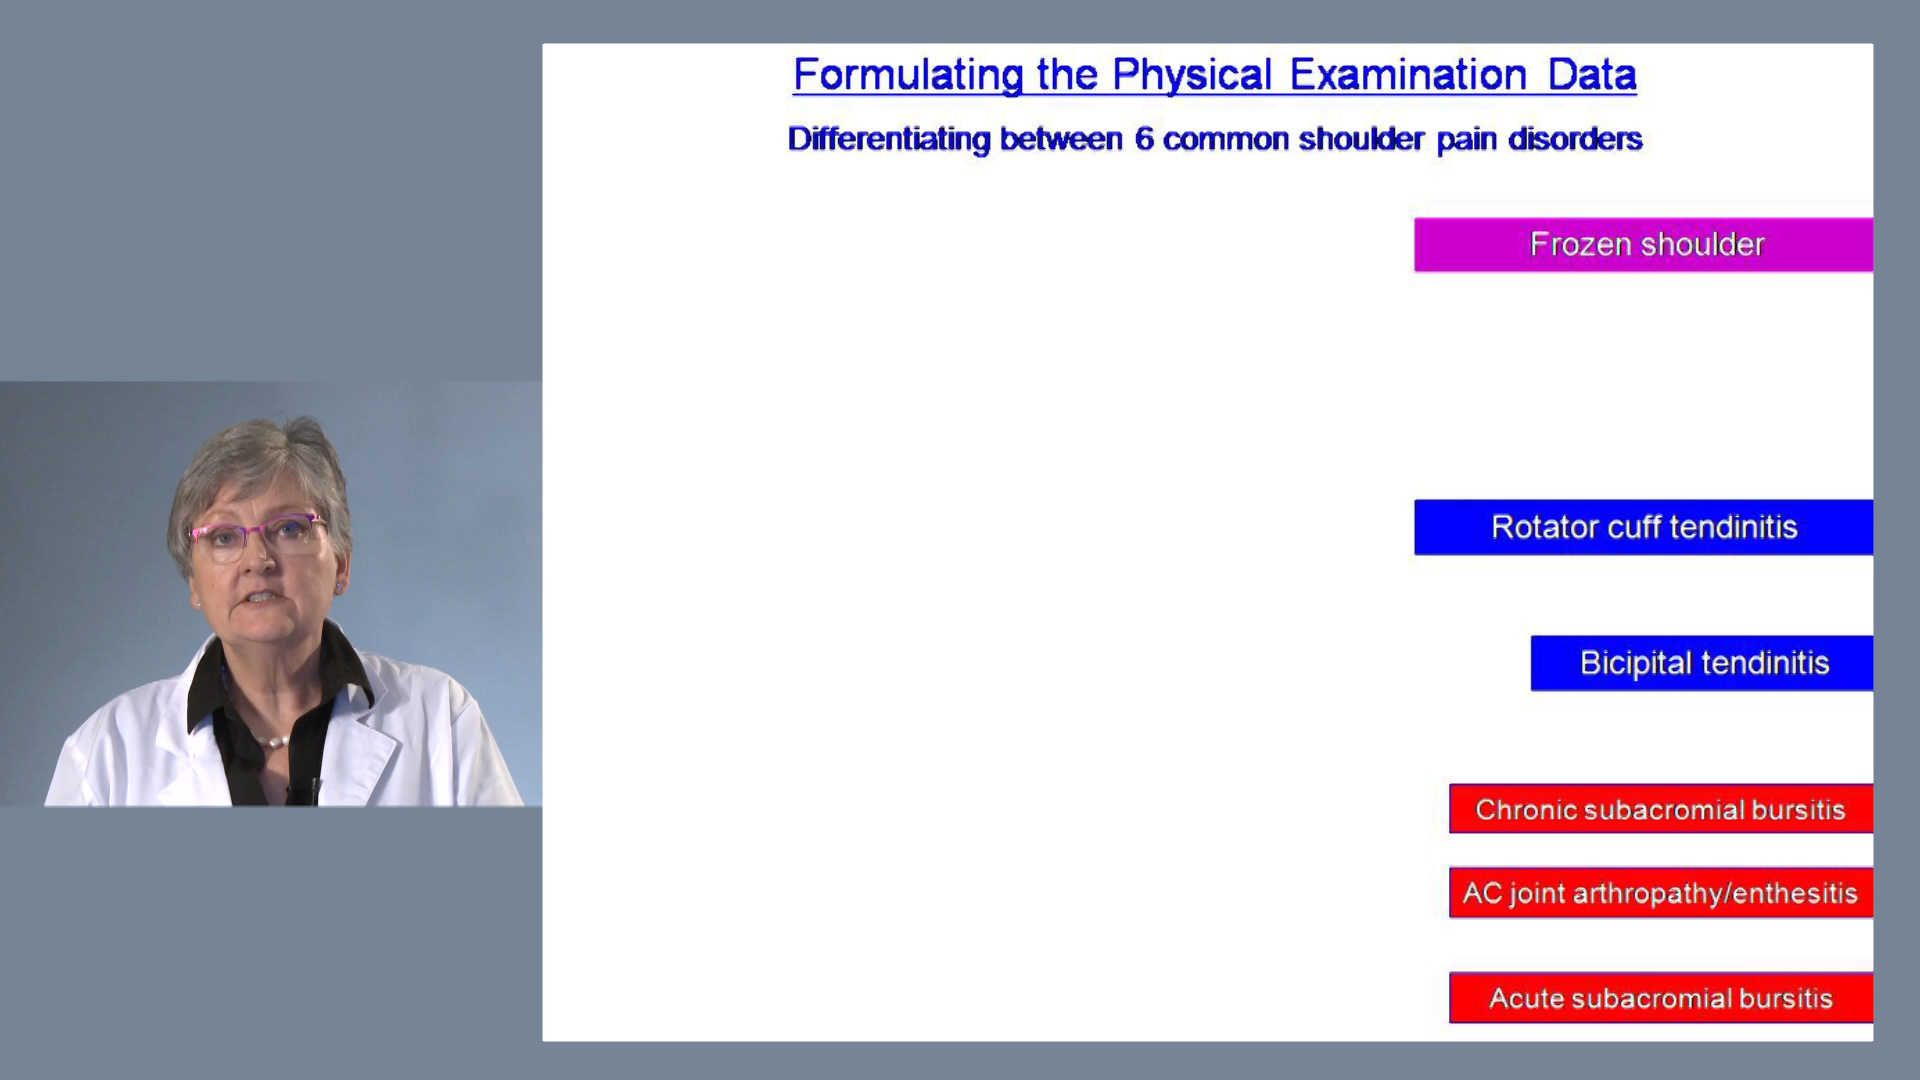 Formulating the Physical Examination Data
Differentiating between 6 common shoulder pain disorders
Frozen shoulder
Rotator cuff tendinitis
Bicipital tendinitis
Chronic subacromial bursitis
AC joint arthropathy/enthesitis
Acute subacromial bursitis